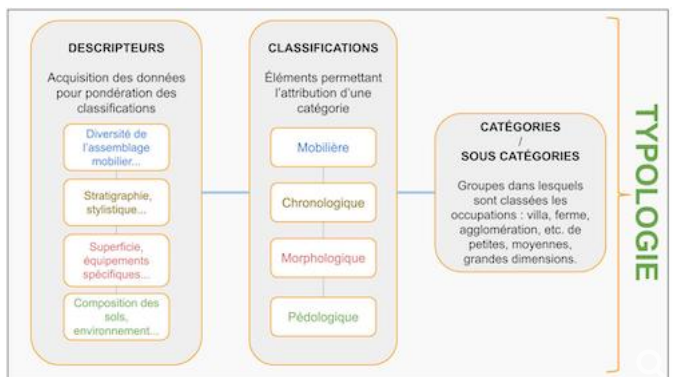 DESCRIPTEURS
Acquisition des données
pour pondération des
classifications
Diversité de
l'assemblage
mobilier...
Stratigraphie,
stylistique...
Superficie,
équipements
spécifiques...
Composition des
sols,
environnement...
CLASSIFICATIONS
Éléments permettant
l'attribution d'une
catégorie
Mobilière
Chronologique
Morphologique
Pédologique
CATÉGORIES
/
SOUS CATÉGORIES
Groupes dans lesquels
sont classées les
occupations : villa, ferme,
agglomération, etc. de
petites, moyennes,
grandes dimensions.
TYPOLOGIE